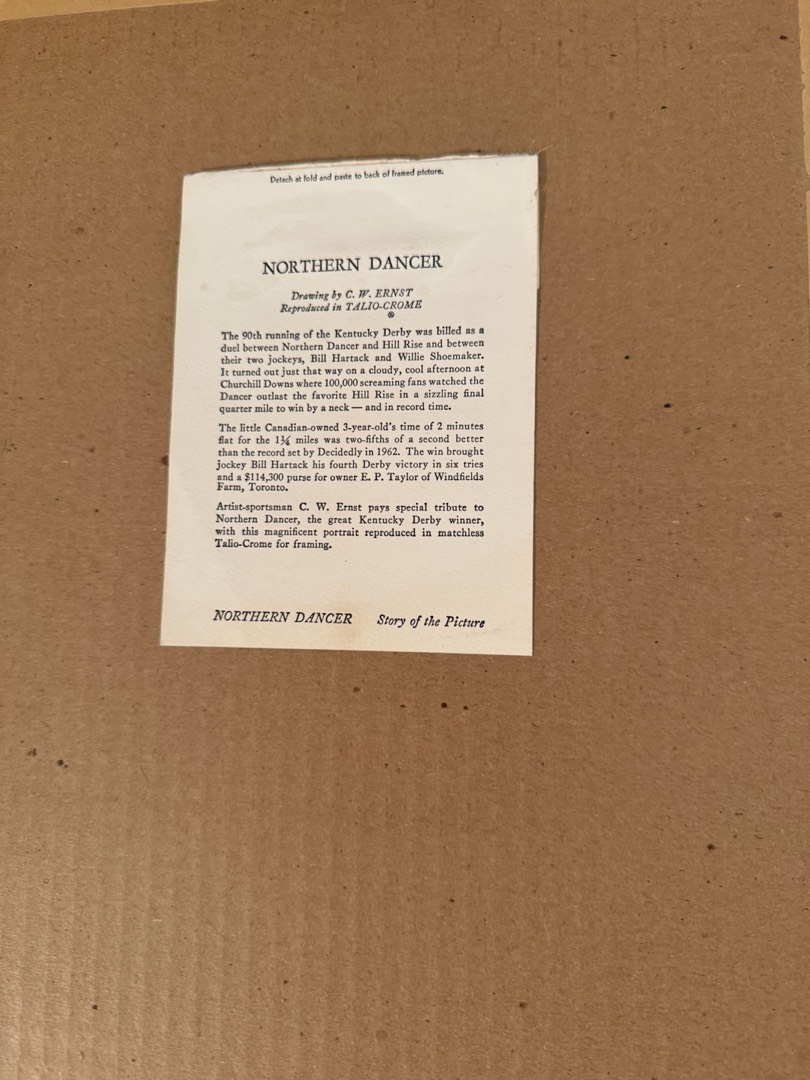 Detach at fold and paste to back of framed picture.
NORTHERN DANCER
Drawing by C. W. ERNST
Reproduced in TALIO-CROME
®
The 90th running of the Kentucky Derby was billed as a
duel between Northern Dancer and Hill Rise and between
their two jockeys, Bill Hartack and Willie Shoemaker.
It turned out just that way on a cloudy, cool afternoon at
Churchill Downs where 100,000 screaming fans watched the
Dancer outlast the favorite Hill Rise in a sizzling final
quarter mile to win by a neck — and in record time.
The little Canadian-owned 3-year-old's time of 2 minutes
flat for the 1¼ miles was two-fifths of a second better
than the record set by Decidedly in 1962. The win brought
jockey Bill Hartack his fourth Derby victory in six tries
and a $114,300 purse for owner E. P. Taylor of Windfields
Farm, Toronto.
Artist-sportsman C. W. Ernst pays special tribute to
Northern Dancer, the great Kentucky Derby winner,
with this magnificent portrait reproduced in matchless
Talio-Crome for framing.
NORTHERN DANCER Story of the Picture